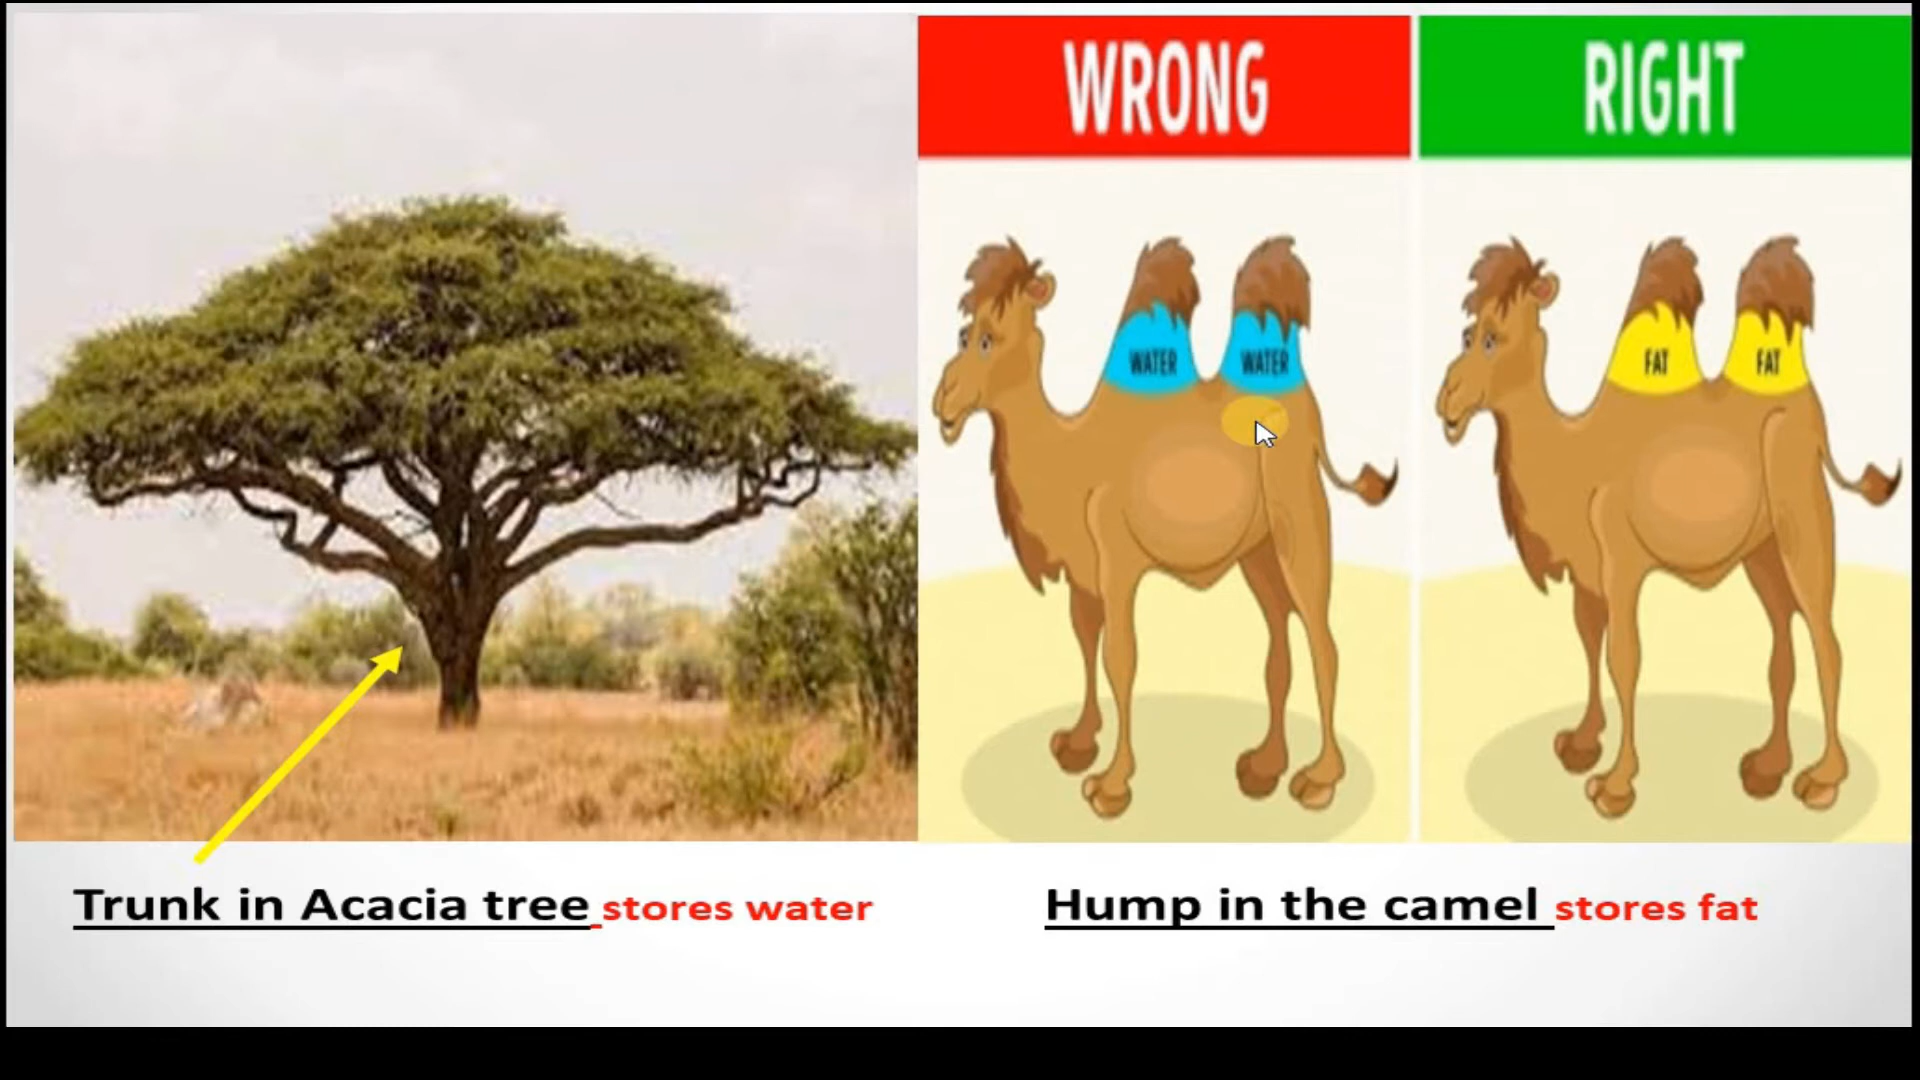 WRONG
RIGHT
WATER WATER
FAT FAT
Trunk in Acacia tree stores water
Hump in the camel stores fat